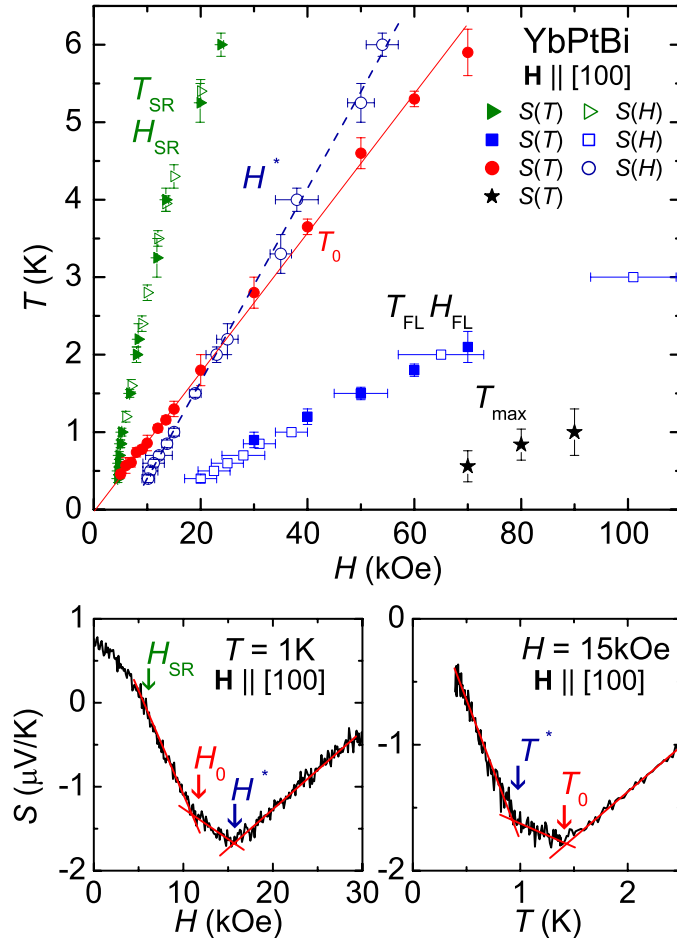 YbPtBi
H || [100]
S(T) S(H)
S(T) S(H)
S(T) S(H)
S(T)
T_SR
H_SR
H*
T_0
T_FL H_FL
T_max
6
5
4
3
2
1
0
T (K)
0 20 40 60 80 100
H (kOe)
H_SR
T = 1K
H || [100]
H_0
H*
1
0
-1
-2
S (μV/K)
0 10 20 30
H (kOe)
H = 15kOe
H || [100]
T*
T_0
0
-1
-2
0 1 2
T (K)